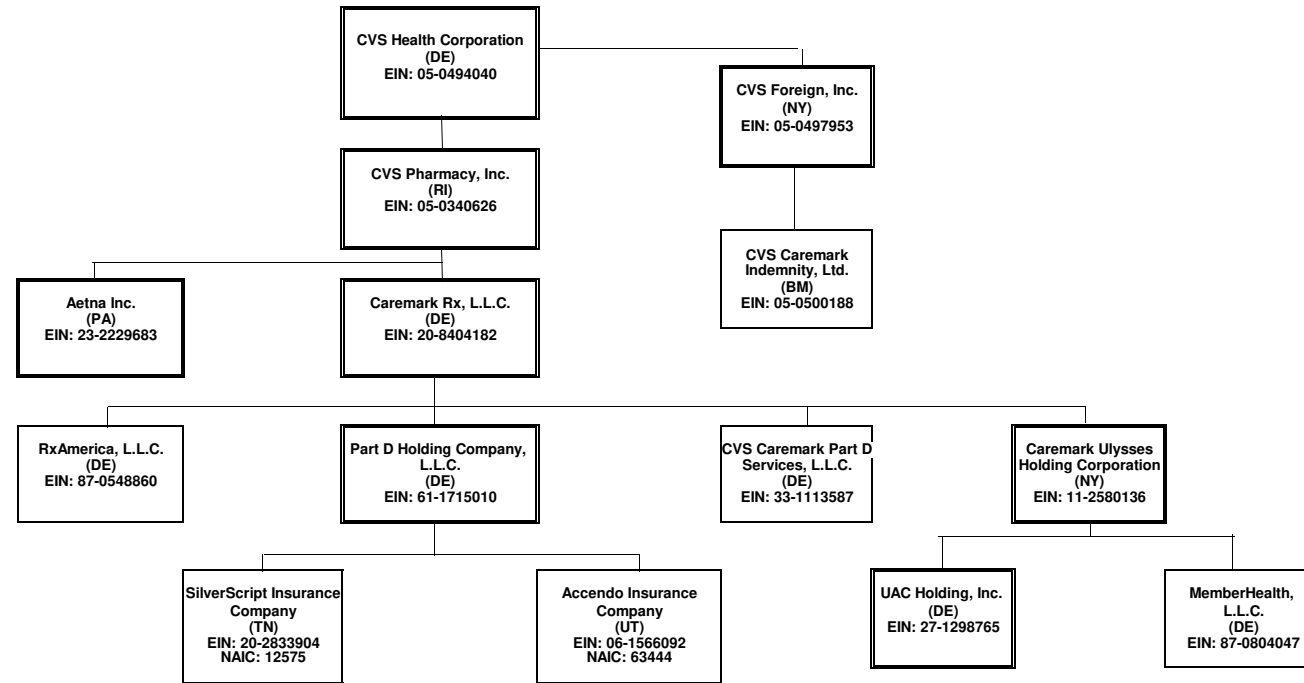 CVS Health Corporation
(DE)
EIN: 05-0494040
CVS Foreign, Inc.
(NY)
EIN: 05-0497953
CVS Pharmacy, Inc.
(RI)
EIN: 05-0340626
CVS Caremark
Indemnity, Ltd.
(BM)
EIN: 05-0500188
Aetna Inc.
(PA)
EIN: 23-2229683
Caremark Rx, L.L.C.
(DE)
EIN: 20-8404182
RxAmerica, L.L.C.
(DE)
EIN: 87-0548860
Part D Holding Company,
L.L.C.
(DE)
EIN: 61-1715010
CVS Caremark Part D
Services, L.L.C.
(DE)
EIN: 33-1113587
Caremark Ulysses
Holding Corporation
(NY)
EIN: 11-2580136
SilverScript Insurance
Company
(TN)
EIN: 20-2833904
NAIC: 12575
Accendo Insurance
Company
(UT)
EIN: 06-1566092
NAIC: 63444
UAC Holding, Inc.
(DE)
EIN: 27-1298765
MemberHealth,
L.L.C.
(DE)
EIN: 87-0804047